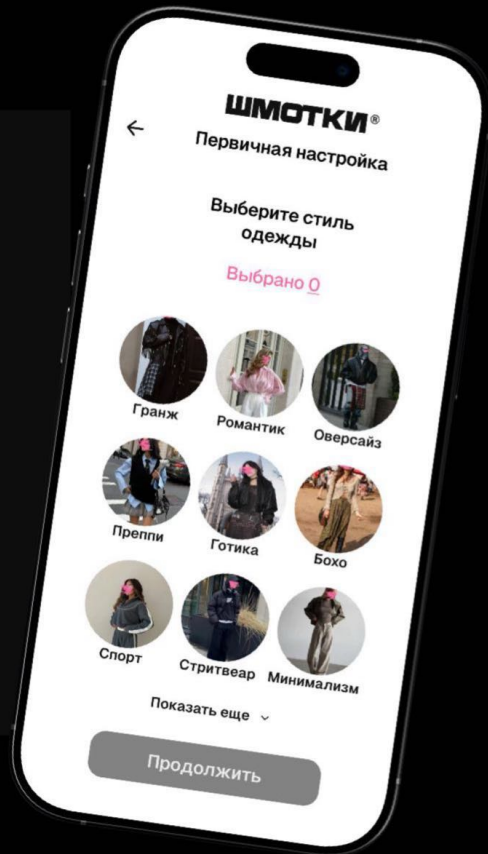 ШМОТКИ®
Первичная настройка
Выберите стиль
одежды
Выбрано 0
Гранж
Романтик
Оверсайз
Преппи
Готика
Бохо
Спорт
Стритвеар
Минимализм
Показать еще
Продолжить